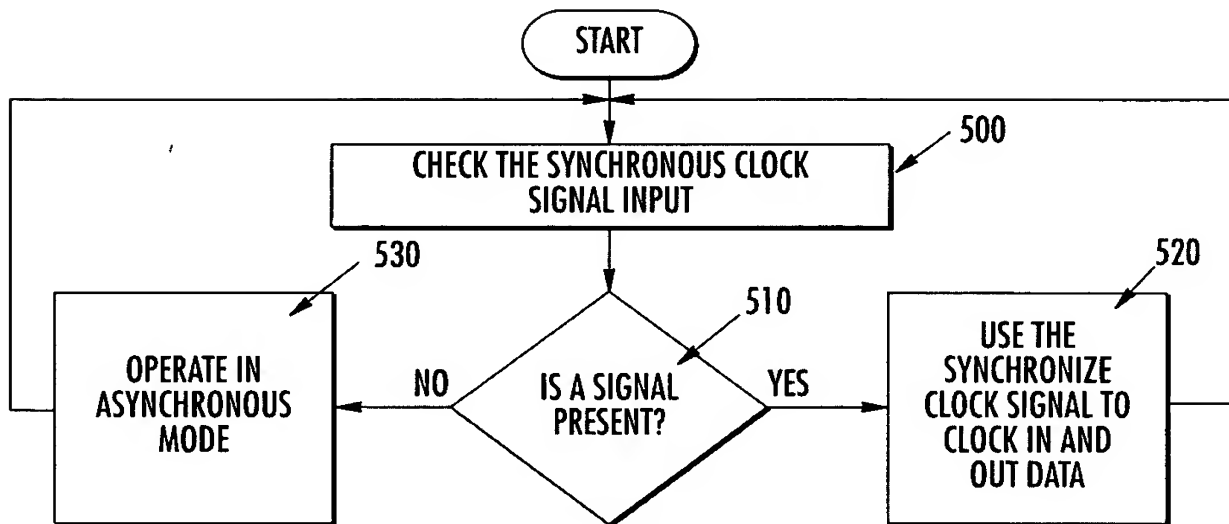 START
CHECK THE SYNCHRONOUS CLOCK
SIGNAL INPUT
500
530
OPERATE IN
ASYNCHRONOUS
MODE
NO
510
IS A SIGNAL
PRESENT?
YES
520
USE THE
SYNCHRONIZE
CLOCK SIGNAL TO
CLOCK IN AND
OUT DATA